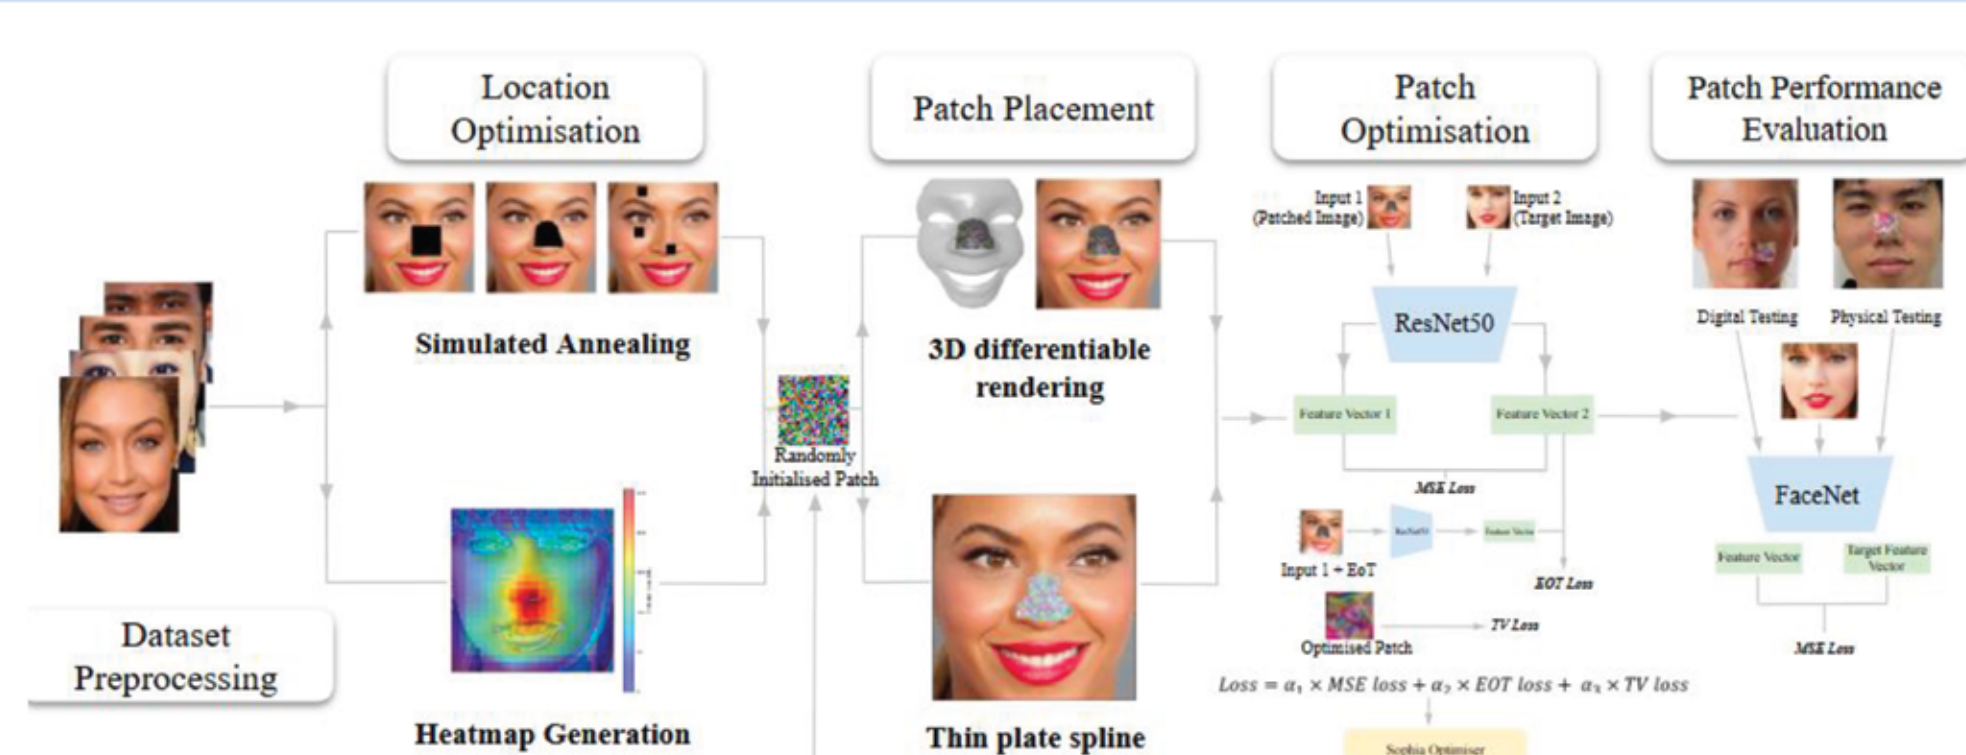 Location
Optimisation
Patch Placement
Patch
Optimisation
Patch Performance
Evaluation
Input 1
(Patched Image)
Input 2
(Target Image)
ResNet50
Simulated Annealing
3D differentiable
rendering
Digital Testing
Physical Testing
Feature Vector 1
Feature Vector 2
Randomly
Initialised Patch
MSE Loss
FaceNet
ResNet50
Feature Vector
Input 1 + EoT
EOT Loss
Feature Vector
Target Feature
Vector
Optimised Patch
TV Loss
MSE Loss
Dataset
Preprocessing
Loss = α₁ × MSE loss + α₂ × EOT loss + α₃ × TV loss
Heatmap Generation
Thin plate spline
Sophia Optimiser